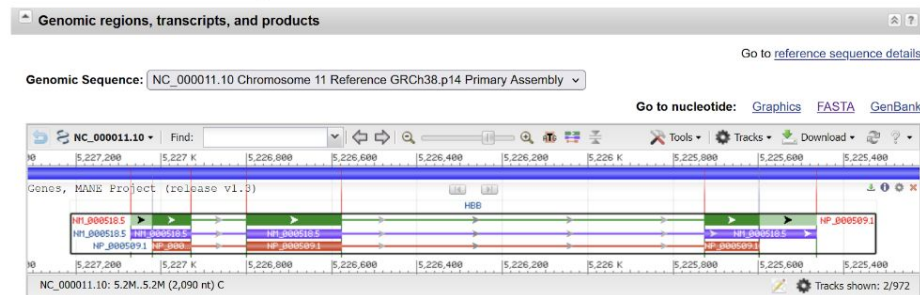 Genomic regions, transcripts, and products
Go to reference sequence details
Genomic Sequence: NC_000011.10 Chromosome 11 Reference GRCh38.p14 Primary Assembly
Go to nucleotide: Graphics FASTA GenBank
NC_000011.10 Find: Tools Tracks Download ?
5,227,200 5,227 K 5,226,800 5,226,600 5,226,400 5,226,200 5,226 K 5,225,800 5,225,600 5,225,400
Genes, MANE Project (release v1.3)
HBB
NM_000518.5 NP_000509.1
NM_000518.5 NM_000518.5 NM_000518.5 NM_000518.5
NP_000509.1 NP_000... NP_000509.1 NP_000509.1
5,227,200 5,227 K 5,226,800 5,226,600 5,226,400 5,226,200 5,226 K 5,225,800 5,225,600 5,225,400
NC_000011.10: 5.2M..5.2M (2,090 nt) C Tracks shown: 2/972